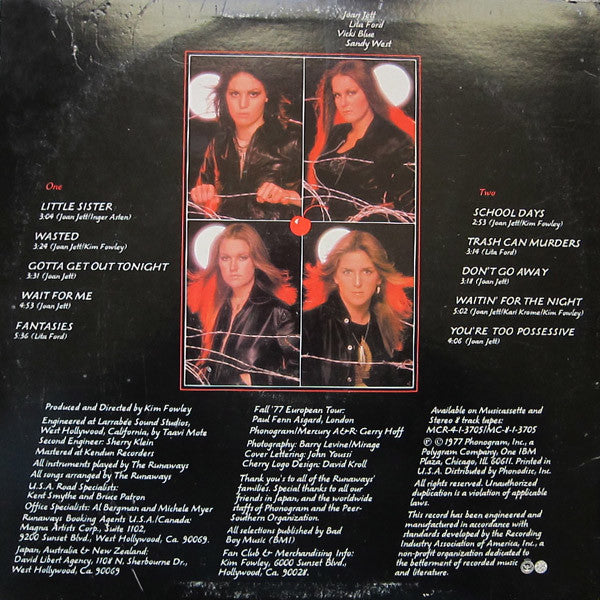 Joan Jett
Lita Ford
Vicki Blue
Sandy West
One
LITTLE SISTER
3:04 (Joan Jett/Inger Asten)
WASTED
3:24 (Joan Jett/Kim Fowley)
GOTTA GET OUT TONIGHT
3:31 (Joan Jett)
WAIT FOR ME
4:53 (Joan Jett)
FANTASIES
5:36 (Lita Ford)
Two
SCHOOL DAYS
2:53 (Joan Jett/Kim Fowley)
TRASH CAN MURDERS
3:14 (Lita Ford)
DON'T GO AWAY
3:18 (Joan Jett)
WAITIN' FOR THE NIGHT
5:02 (Joan Jett/Kari Krome/Kim Fowley)
YOU'RE TOO POSSESSIVE
4:06 (Joan Jett)
Produced and Directed by Kim Fowley
Engineered at Larrabee Sound Studios,
West Hollywood, California, by Taavi Mote
Second Engineer: Sherry Klein
Mastered at Kendun Recorders
All instruments played by The Runaways
All songs arranged by The Runaways
U.S.A. Road Specialists:
Kent Smythe and Bruce Patron
Office Specialists: Al Bergman and Michele Myer
Runaways Booking Agents U.S.A./Canada:
Magna Artists Corp., Suite 1102,
9200 Sunset Blvd., West Hollywood, Ca. 90069.
Japan, Australia & New Zealand:
David Libert Agency, 1108 N. Sherbourne Dr.,
West Hollywood, Ca. 90069
Fall '77 European Tour:
Paul Fenn Asgard, London
Phonogram/Mercury A&R: Gerry Hoff
Photography: Barry Levine/Mirage
Cover Lettering: John Youssi
Cherry Logo Design: David Kroll
Thank you's to all of the Runaways'
families. Special thanks to all our
friends in Japan, and the worldwide
staffs of Phonogram and the Peer-
Southern Organization.
All selections published by Bad
Boy Music (BMI)
Fan Club & Merchandising Info:
Kim Fowley, 6000 Sunset Blvd.,
Hollywood, Ca. 90028.
Available on Musicassette and
Stereo 8 track tapes:
MCR-4-1-3705/MC-8-1-3705
℗ © 1977 Phonogram, Inc., a
Polygram Company, One IBM
Plaza, Chicago, Ill. 60611. Printed in
U.S.A. Distributed by Phonodisc, Inc.
All rights reserved. Unauthorized
duplication is a violation of applicable
laws.
This record has been engineered and
manufactured in accordance with
standards developed by the Recording
Industry Association of America, Inc., a
non-profit organization dedicated to
the betterment of recorded music
and literature.